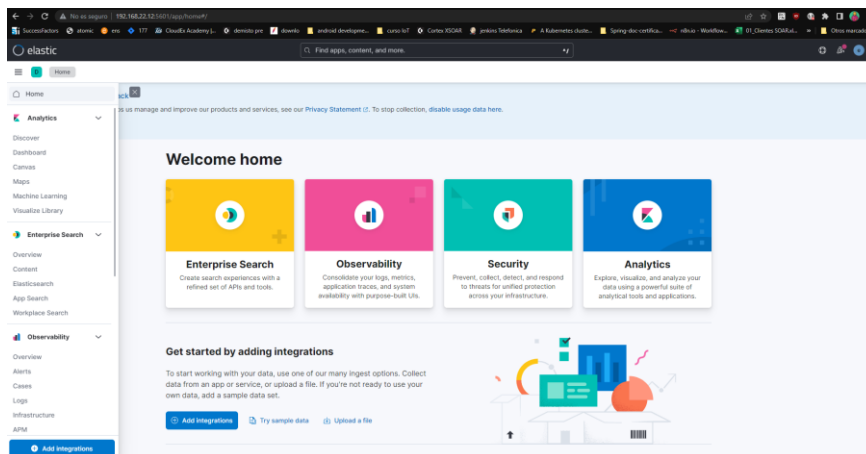 No es seguro | 192.168.22.12:5601/app/home#/
SuccessFactors atomic ens 177 CloudEx Academy |... demisto pre downlo android developme... curso IoT Cortex XSOAR jenkins Telefonica A Kubernetes cluste... Spring-doc-certifica... n8n.io - Workflow... 01_Clientes SOAR.xl... » Otros marcado
elastic
Find apps, content, and more.
^/
D Home
Home
ack
ps us manage and improve our products and services, see our Privacy Statement. To stop collection, disable usage data here.
Analytics
Discover
Dashboard
Canvas
Maps
Machine Learning
Visualize Library
Enterprise Search
Overview
Content
Elasticsearch
App Search
Workplace Search
Observability
Overview
Alerts
Cases
Logs
Infrastructure
APM
Add integrations
Welcome home
Enterprise Search
Create search experiences with a
refined set of APIs and tools.
Observability
Consolidate your logs, metrics,
application traces, and system
availability with purpose-built UIs.
Security
Prevent, collect, detect, and respond
to threats for unified protection
across your infrastructure.
Analytics
Explore, visualize, and analyze your
data using a powerful suite of
analytical tools and applications.
Get started by adding integrations
To start working with your data, use one of our many ingest options. Collect
data from an app or service, or upload a file. If you're not ready to use your
own data, add a sample data set.
Add integrations Try sample data Upload a file